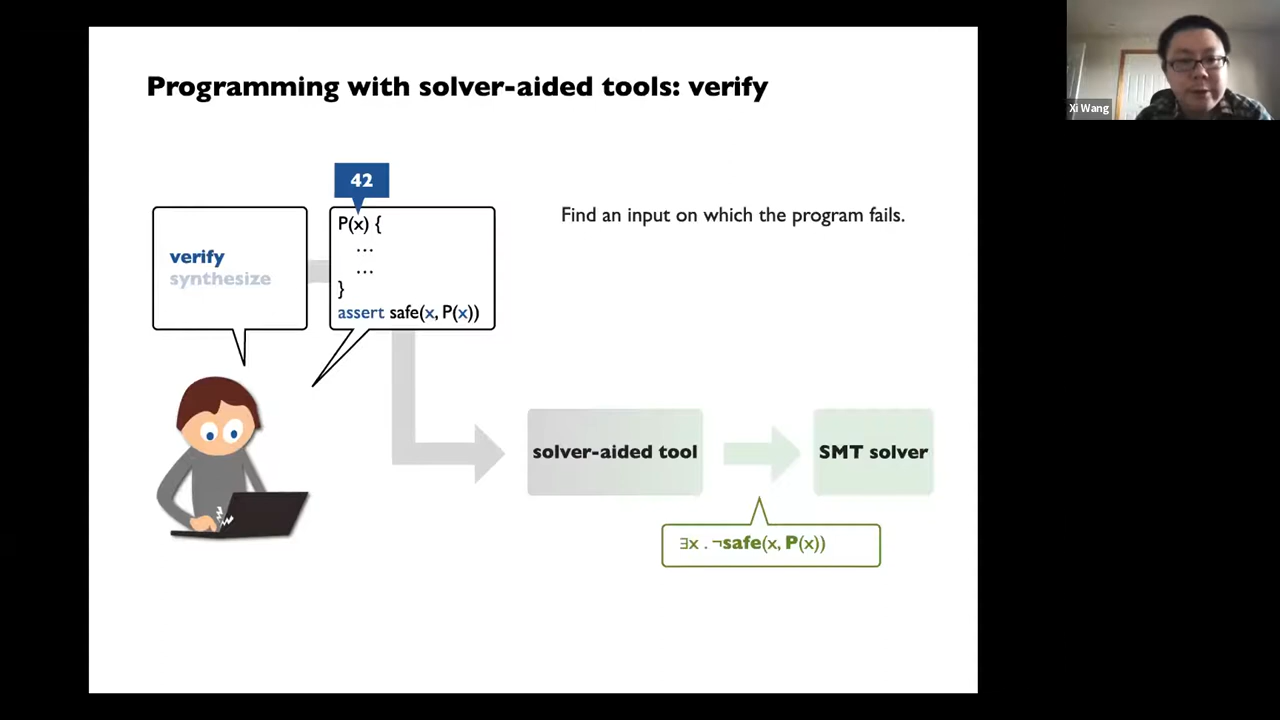 Programming with solver-aided tools: verify
Xi Wang
42
verify
synthesize
P(x) {
…
…
}
assert safe(x, P(x))
Find an input on which the program fails.
solver-aided tool
SMT solver
∃x . ¬safe(x, P(x))